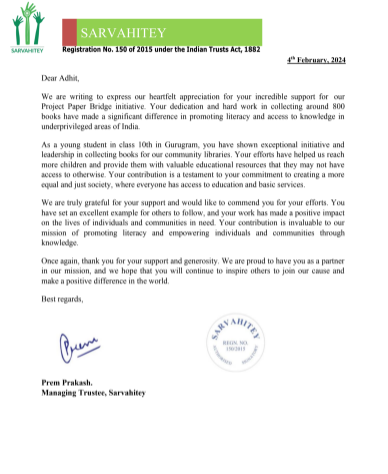 SARVAHITEY
SARVAHITEY
Registration No. 150 of 2015 under the Indian Trusts Act, 1882
4th February, 2024
Dear Adhit,
We are writing to express our heartfelt appreciation for your incredible support for our
Project Paper Bridge initiative. Your dedication and hard work in collecting around 800
books have made a significant difference in promoting literacy and access to knowledge in
underprivileged areas of India.
As a young student in class 10th in Gurugram, you have shown exceptional initiative and
leadership in collecting books for our community libraries. Your efforts have helped us reach
more children and provide them with valuable educational resources that they may not have
access to otherwise. Your contribution is a testament to your commitment to creating a more
equal and just society, where everyone has access to education and basic services.
We are truly grateful for your support and would like to commend you for your efforts. You
have set an excellent example for others to follow, and your work has made a positive impact
on the lives of individuals and communities in need. Your contribution is invaluable to our
mission of promoting literacy and empowering individuals and communities through
knowledge.
Once again, thank you for your support and generosity. We are proud to have you as a partner
in our mission, and we hope that you will continue to inspire others to join our cause and
make a positive difference in the world.
Best regards,
Prem
SARVAHITEY
REGN. NO.
150/2015
Prem Prakash.
Managing Trustee, Sarvahitey